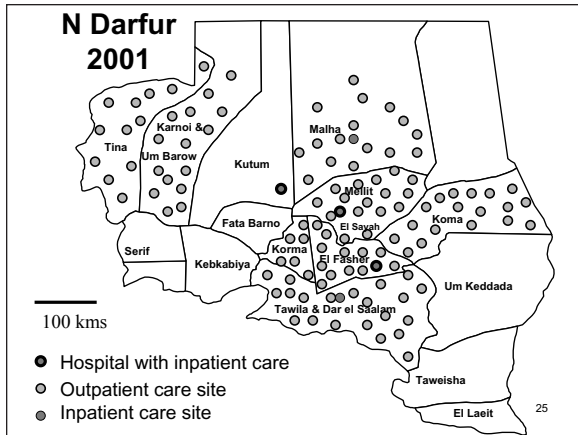 N Darfur
2001
Karnoi &
Malha
Tina
Um Barow
Kutum
Mellit
Koma
Fata Barno
El Sayah
Korma
Serif
El Fasher
Kebkabiya
Um Keddada
100 kms
Tawila & Dar el Saalam
Hospital with inpatient care
Outpatient care site
Taweisha
Inpatient care site
El Laeit
25